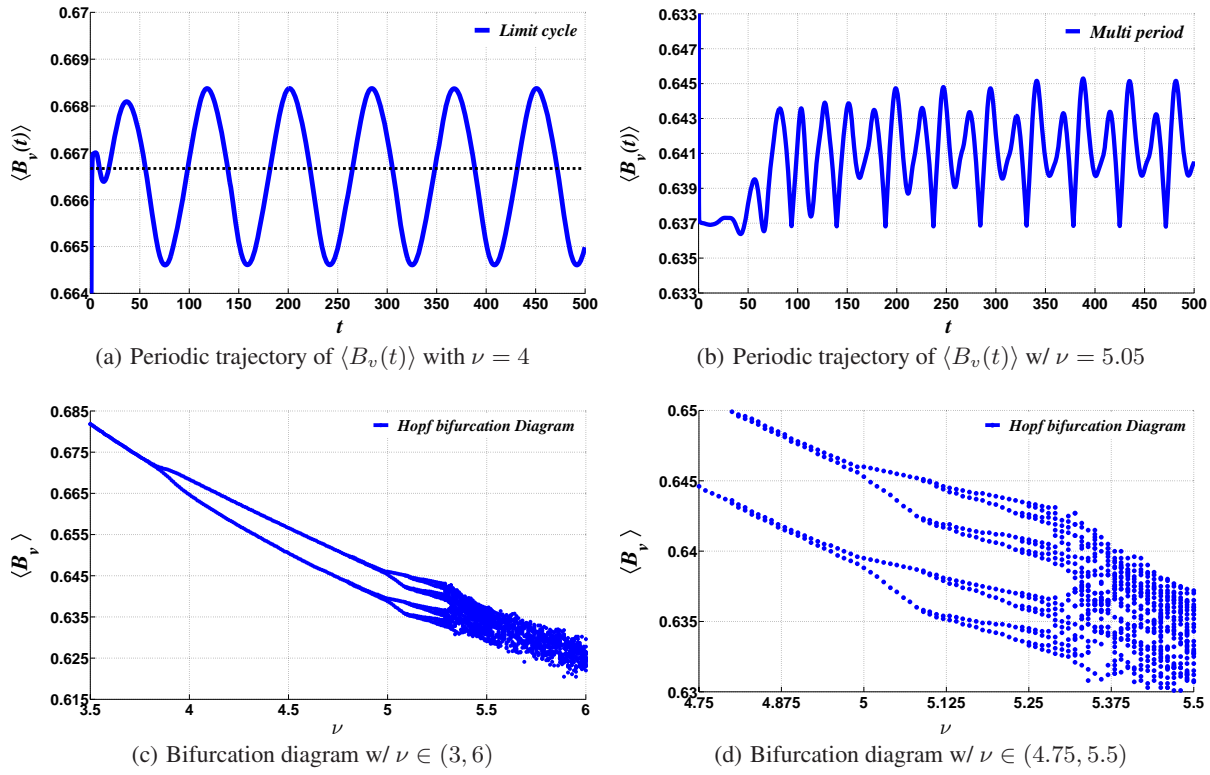 0.67
0.669
0.668
0.667
0.666
0.665
0.664
⟨B_v(t)⟩
Limit cycle
0 50 100 150 200 250 300 350 400 450 500
t
(a) Periodic trajectory of ⟨B_v(t)⟩ with ν = 4
0.633
0.647
0.645
0.643
0.641
0.639
0.637
0.633
0.633
⟨B_v(t)⟩
Multi period
0 50 100 150 200 250 300 350 400 450 500
t
(b) Periodic trajectory of ⟨B_v(t)⟩ w/ ν = 5.05
0.685
0.675
0.665
0.655
0.645
0.635
0.625
0.615
⟨B_v⟩
Hopf bifurcation Diagram
3.5 4 4.5 5 5.5 6
ν
(c) Bifurcation diagram w/ ν ∈ (3, 6)
0.65
0.645
0.64
0.635
0.63
⟨B_v⟩
Hopf bifurcation Diagram
4.75 4.875 5 5.125 5.25 5.375 5.5
ν
(d) Bifurcation diagram w/ ν ∈ (4.75, 5.5)